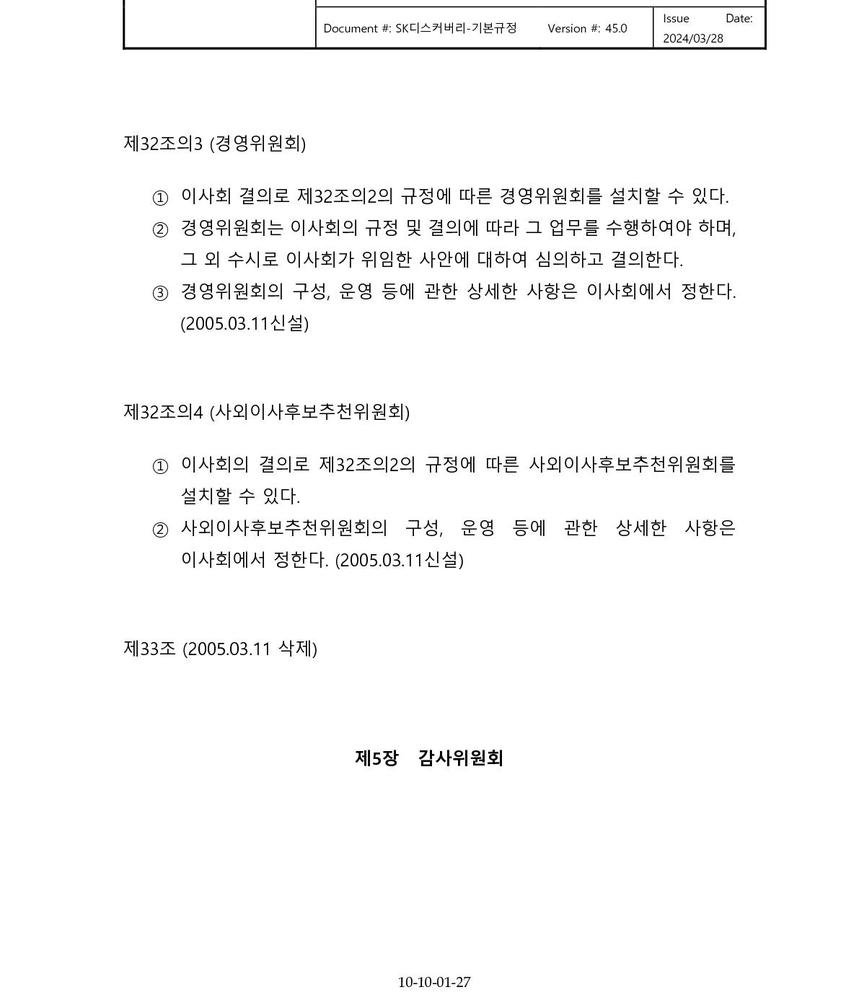 Document #: SK디스커버리-기본규정 Version #: 45.0 Issue Date:
2024/03/28
제32조의3 (경영위원회)
① 이사회 결의로 제32조의2의 규정에 따른 경영위원회를 설치할 수 있다.
② 경영위원회는 이사회의 규정 및 결의에 따라 그 업무를 수행하여야 하며,
그 외 수시로 이사회가 위임한 사안에 대하여 심의하고 결의한다.
③ 경영위원회의 구성, 운영 등에 관한 상세한 사항은 이사회에서 정한다.
(2005.03.11신설)
제32조의4 (사외이사후보추천위원회)
① 이사회의 결의로 제32조의2의 규정에 따른 사외이사후보추천위원회를
설치할 수 있다.
② 사외이사후보추천위원회의 구성, 운영 등에 관한 상세한 사항은
이사회에서 정한다. (2005.03.11신설)
제33조 (2005.03.11 삭제)
제5장 감사위원회
10-10-01-27